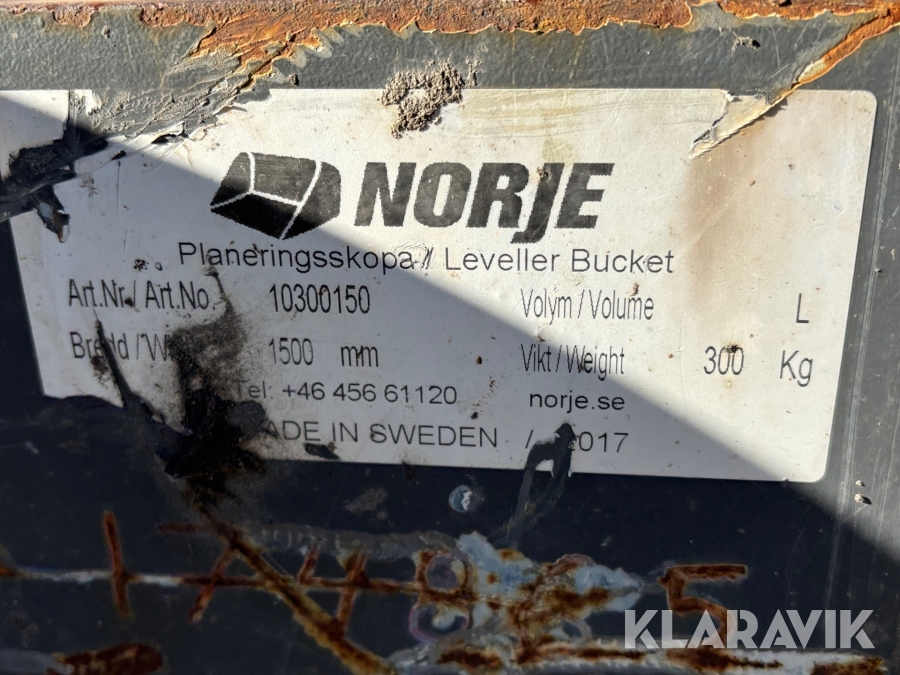 NORJE
Planeringsskopa / Leveller Bucket
Art.Nr / Art.No 10300150 Volym / Volume L
1500 mm Vikt / Weight 300 Kg
Tel: +46 456 61120 norje.se
ADE IN SWEDEN / 2017
KLARAVIK